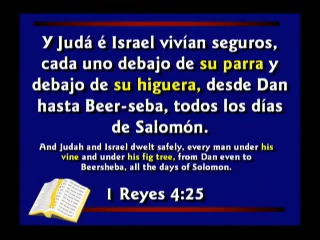 Y Judá é Israel vivían seguros,
cada uno debajo de su parra y
debajo de su higuera, desde Dan
hasta Beer-seba, todos los días
de Salomón.
And Judah and Israel dwelt safely, every man under his
vine and under his fig tree, from Dan even to
Beersheba, all the days of Solomon.
1 Reyes 4:25